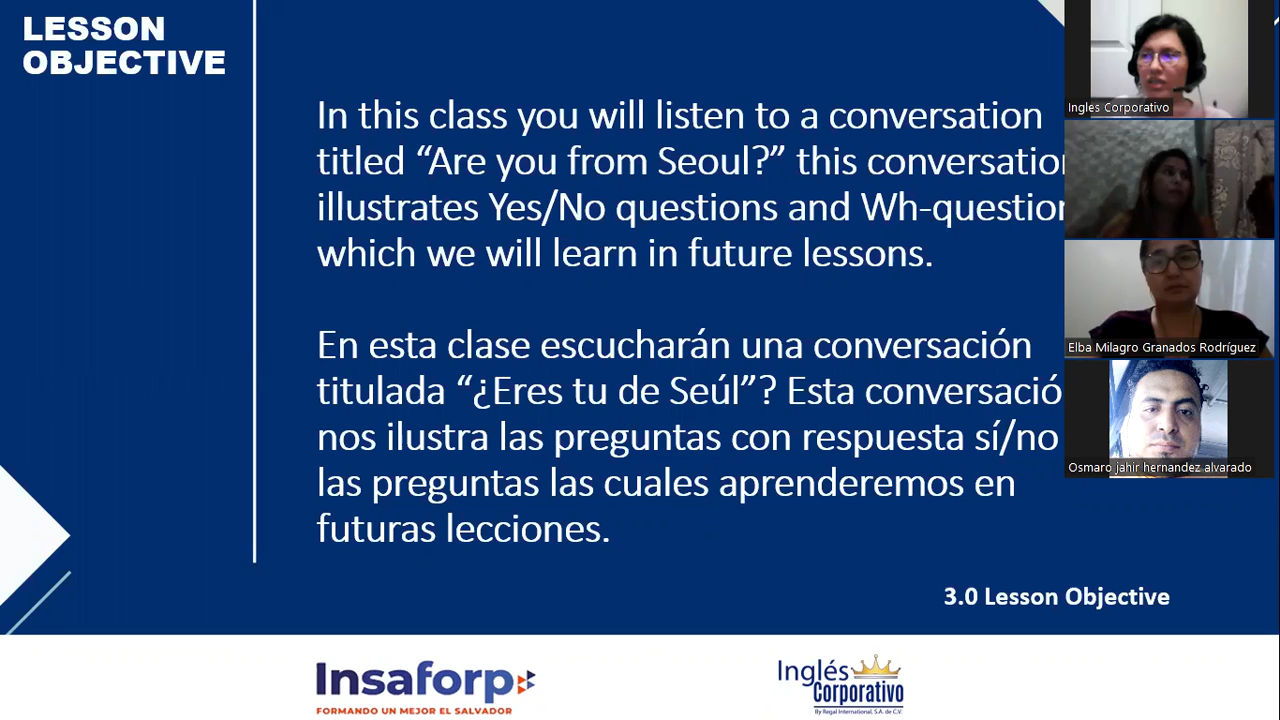 LESSON
OBJECTIVE
In this class you will listen to a conversation
titled “Are you from Seoul?” this conversation
illustrates Yes/No questions and Wh-question
which we will learn in future lessons.
En esta clase escucharán una conversación
titulada “¿Eres tu de Seúl”? Esta conversació
nos ilustra las preguntas con respuesta sí/no
las preguntas las cuales aprenderemos en
futuras lecciones.
3.0 Lesson Objective
Insaforp
FORMANDO UN MEJOR EL SALVADOR
Inglés
Corporativo
By Regal International, S.A. de C.V.
Ingles Corporativo
Elba Milagro Granados Rodríguez
Osmaro jahir hernandez alvarado